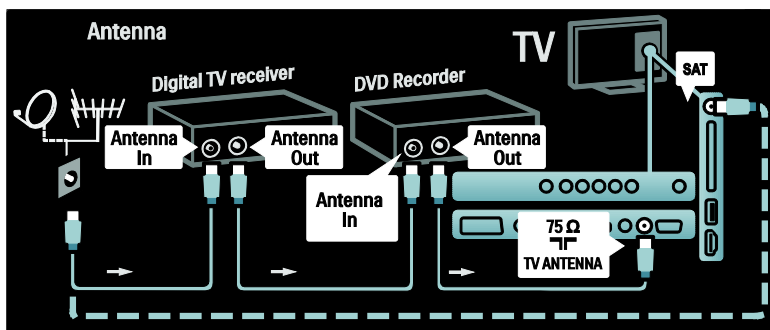 Antenna
TV
Digital TV receiver
DVD Recorder
SAT
Antenna
In
Antenna
Out
Antenna
In
Antenna
Out
75 Ω
TV ANTENNA